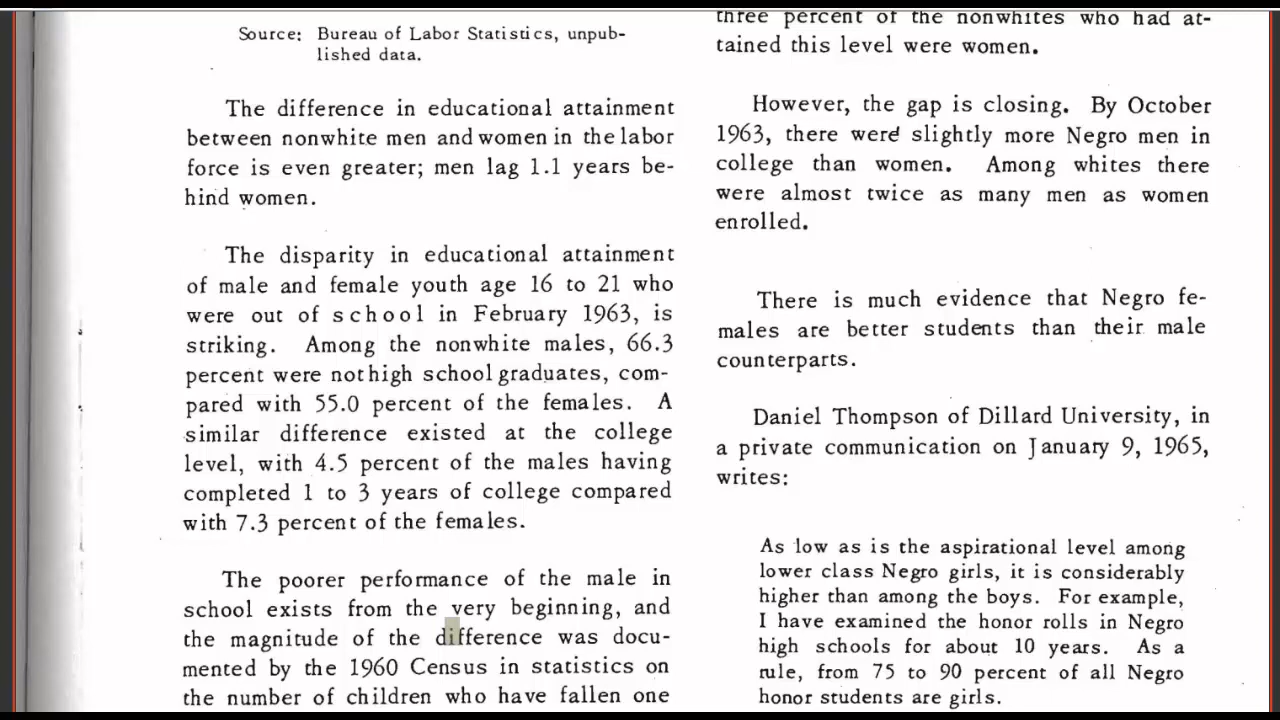 Source: Bureau of Labor Statistics, unpub-
lished data.
The difference in educational attainment
between nonwhite men and women in the labor
force is even greater; men lag 1.1 years be-
hind women.
The disparity in educational attainment
of male and female youth age 16 to 21 who
were out of school in February 1963, is
striking. Among the nonwhite males, 66.3
percent were not high school graduates, com-
pared with 55.0 percent of the females. A
similar difference existed at the college
level, with 4.5 percent of the males having
completed 1 to 3 years of college compared
with 7.3 percent of the females.
The poorer performance of the male in
school exists from the very beginning, and
the magnitude of the difference was docu-
mented by the 1960 Census in statistics on
the number of children who have fallen one
three percent of the nonwhites who had at-
tained this level were women.
However, the gap is closing. By October
1963, there were slightly more Negro men in
college than women. Among whites there
were almost twice as many men as women
enrolled.
There is much evidence that Negro fe-
males are better students than their male
counterparts.
Daniel Thompson of Dillard University, in
a private communication on January 9, 1965,
writes:
As low as is the aspirational level among
lower class Negro girls, it is considerably
higher than among the boys. For example,
I have examined the honor rolls in Negro
high schools for about 10 years. As a
rule, from 75 to 90 percent of all Negro
honor students are girls.